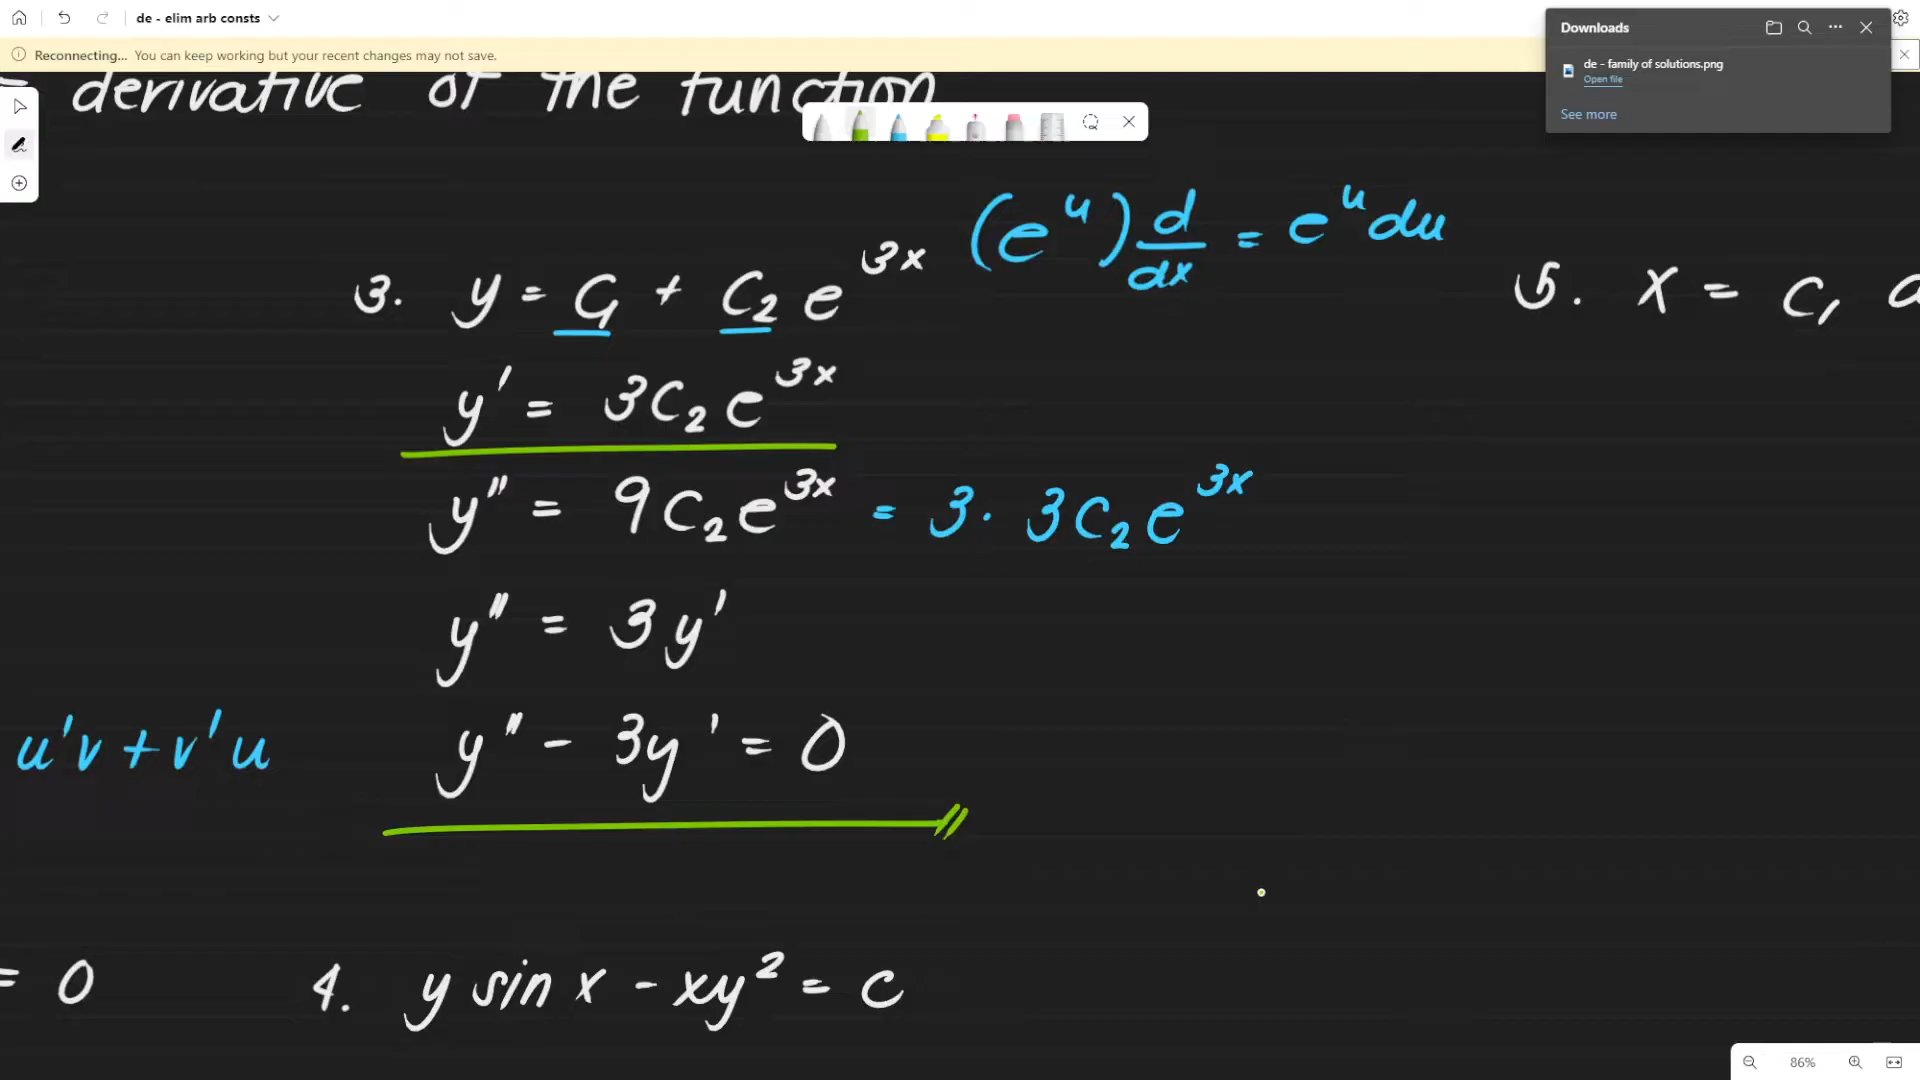 de - elim arb consts
Downloads
Reconnecting... You can keep working but your recent changes may not save.
de - family of solutions.png
Open file
See more
= derivative of the function
(e^u) d/dx = e^u du
3. y = C₁ + C₂ e^3x
5. x = c₁
y' = 3C₂ e^3x
y'' = 9C₂ e^3x = 3 · 3C₂ e^3x
y'' = 3y'
u'v + v'u
y'' - 3y' = 0
= 0
4. y sin x - xy² = c
86%